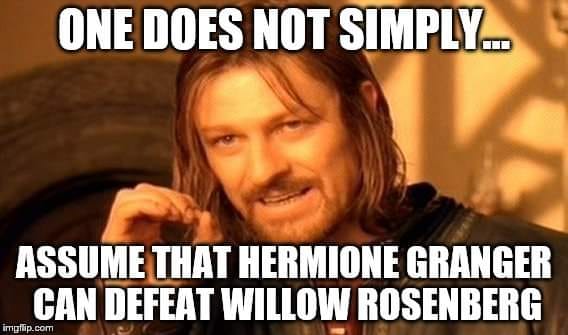 ONE DOES NOT SIMPLY...
ASSUME THAT HERMIONE GRANGER
CAN DEFEAT WILLOW ROSENBERG
imgflip.com